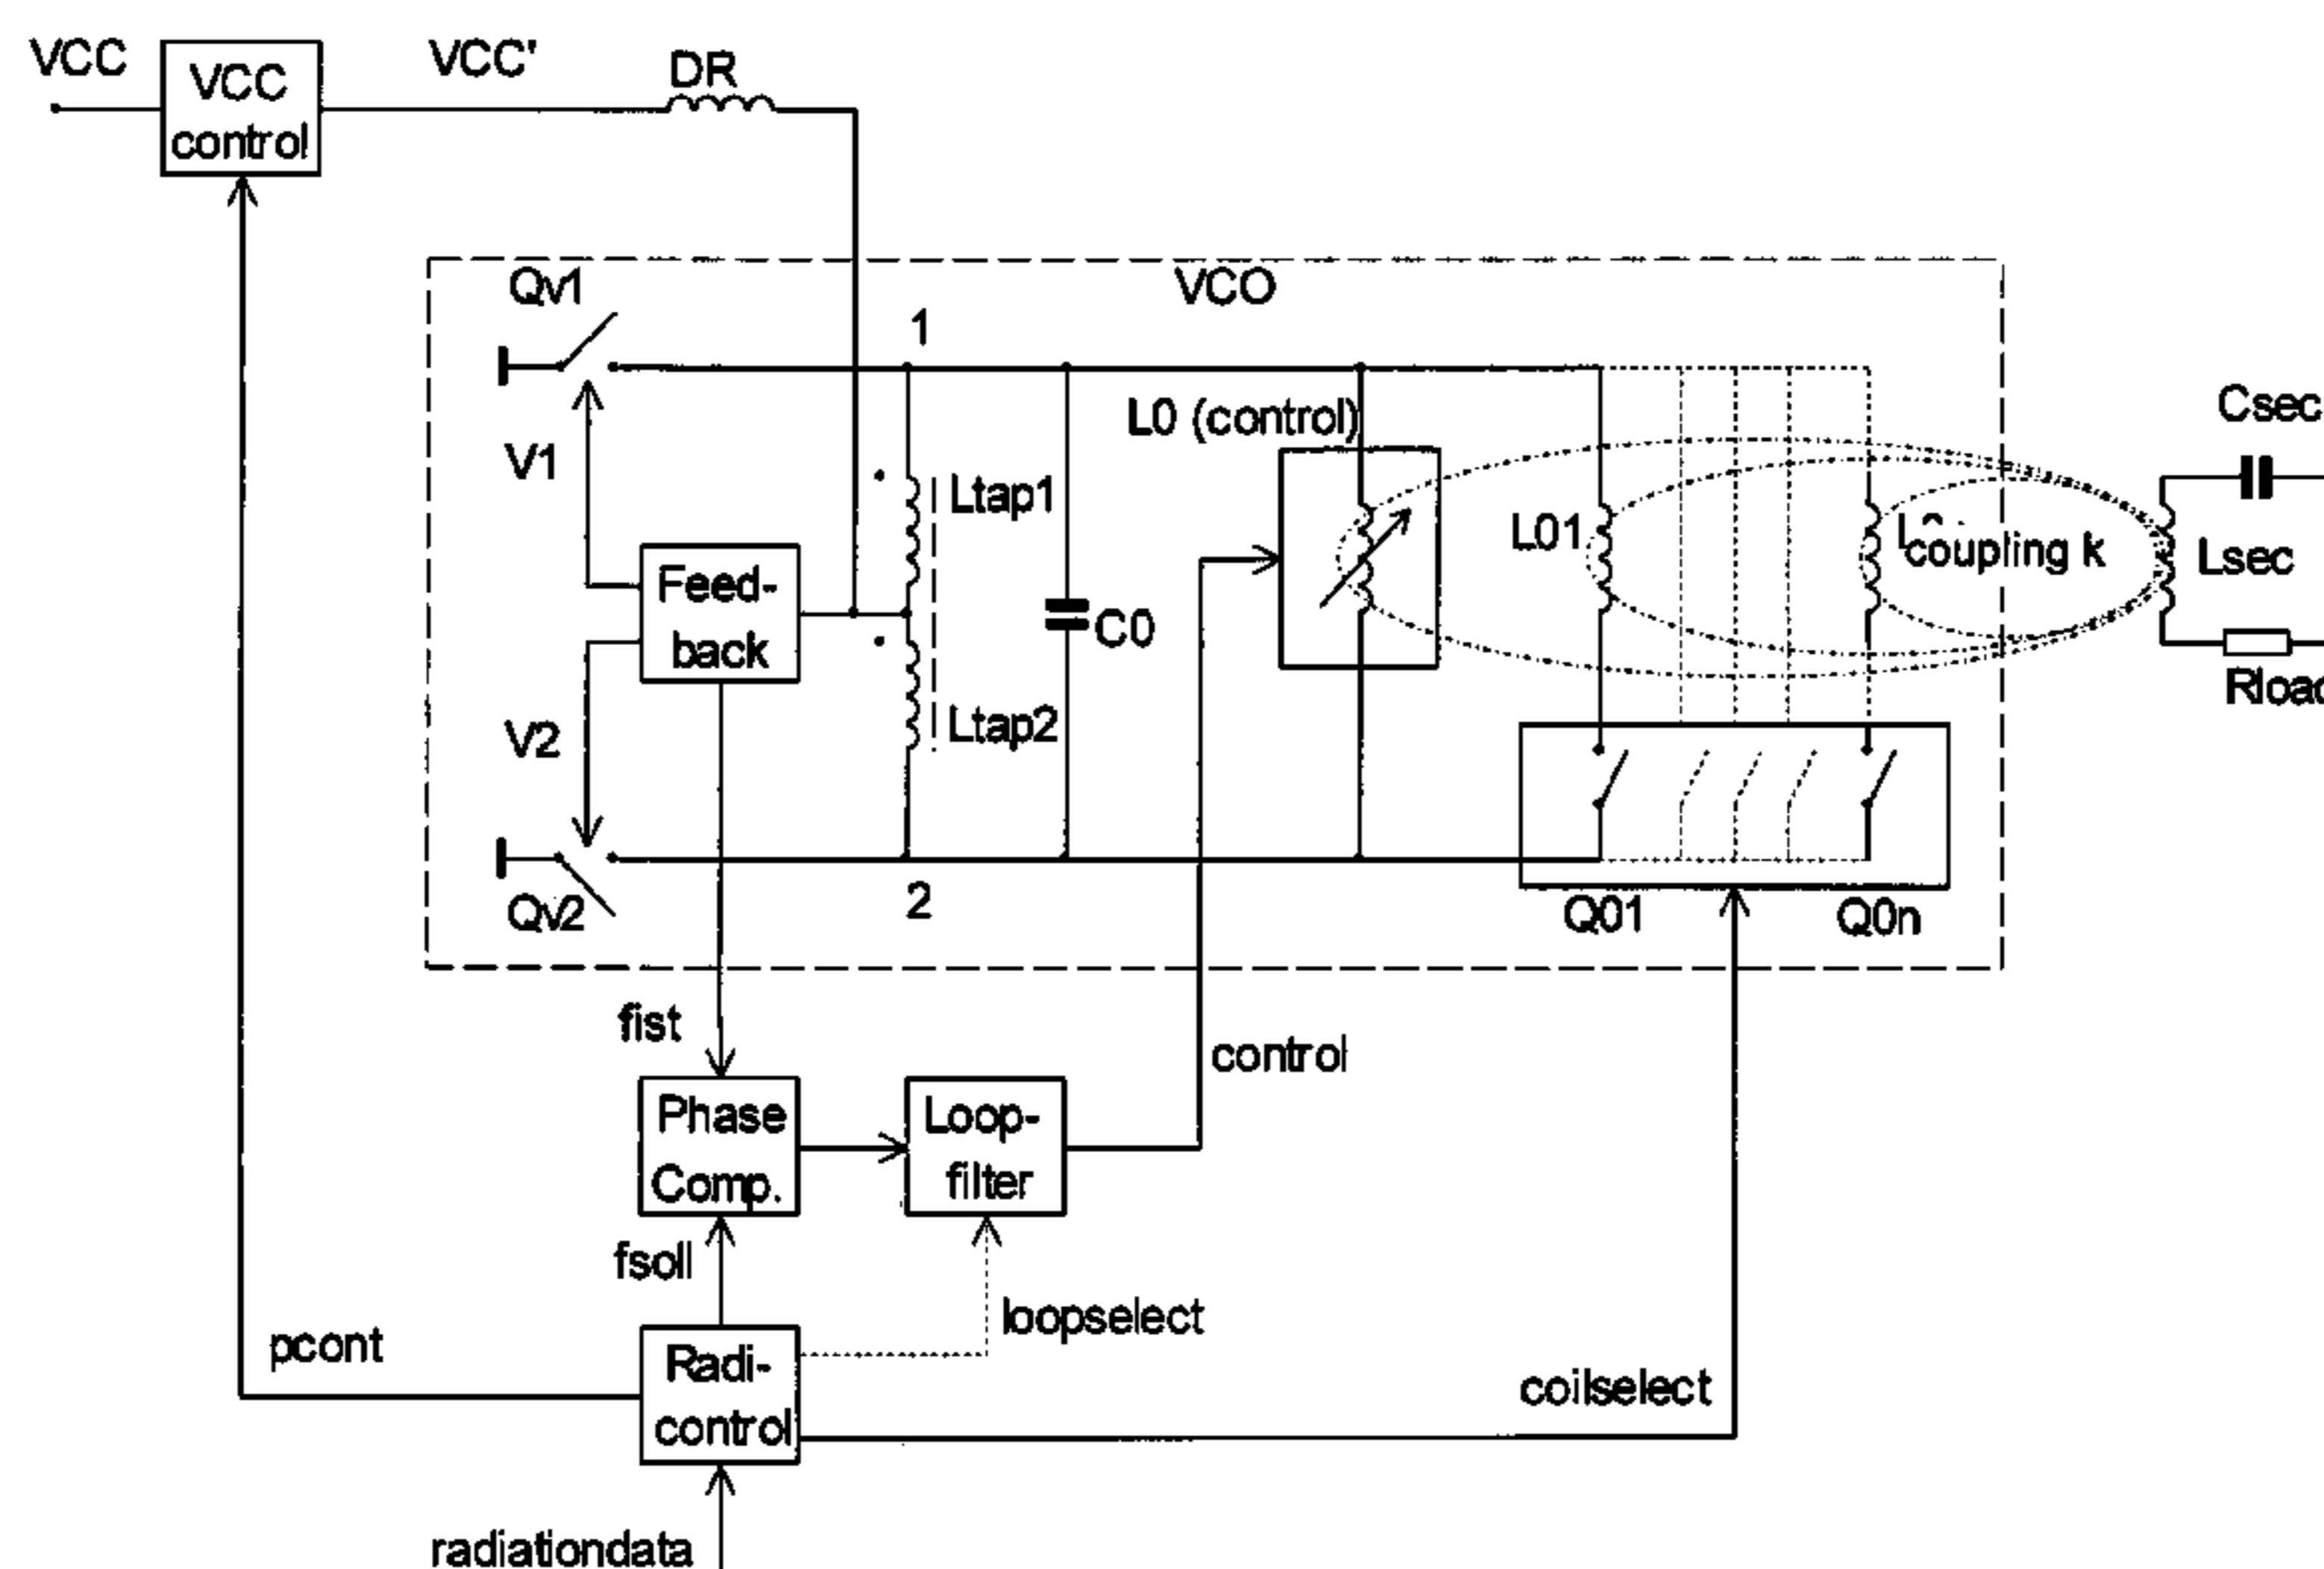 VCC
VCC
control
VCC'
DR
Qv1
VCO
1
L0 (control)
Csec
V1
Ltap1
L01
coupling k
Lsec
Feed-
back
C0
Rload
V2
Ltap2
Qv2
2
Q01
Q0n
fist
control
Phase
Comp.
Loop-
filter
fsoll
loopselect
pcont
Radi-
control
coilselect
radiationdata